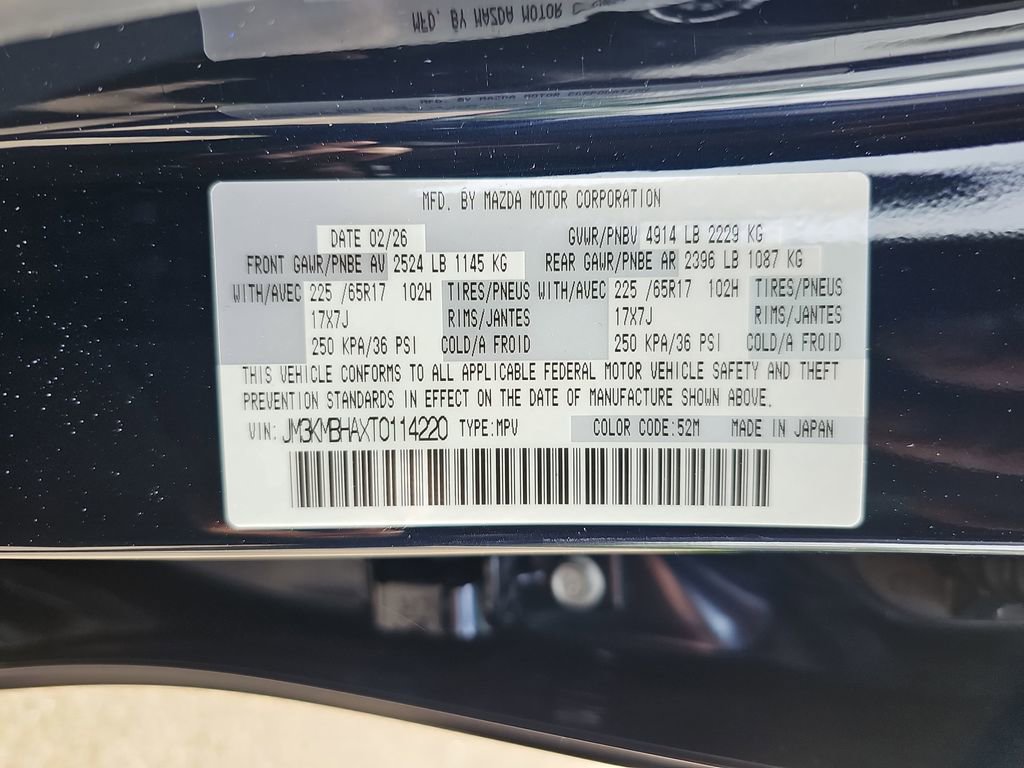 MFD. BY MAZDA MOTOR
MFD. BY MAZDA MOTOR CORPORATION
MFD. BY MAZDA MOTOR CORPORATION
DATE 02/26 GVWR/PNBV 4914 LB 2229 KG
FRONT GAWR/PNBE AV 2524 LB 1145 KG REAR GAWR/PNBE AR 2396 LB 1087 KG
WITH/AVEC 225 /65R17 102H TIRES/PNEUS WITH/AVEC 225 /65R17 102H TIRES/PNEUS
17X7J RIMS/JANTES 17X7J RIMS/JANTES
250 KPA/36 PSI COLD/A FROID 250 KPA/36 PSI COLD/A FROID
THIS VEHICLE CONFORMS TO ALL APPLICABLE FEDERAL MOTOR VEHICLE SAFETY AND THEFT
PREVENTION STANDARDS IN EFFECT ON THE DATE OF MANUFACTURE SHOWN ABOVE.
VIN: JM3KMBHAXT0114220 TYPE:MPV COLOR CODE:52M MADE IN JAPAN